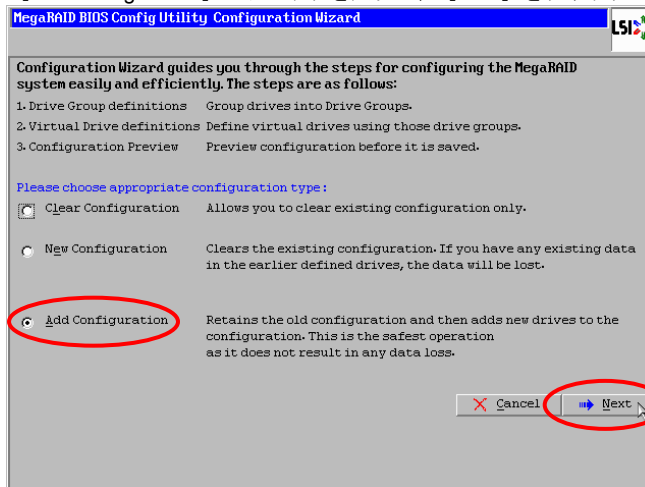 MegaRAID BIOS Config Utility Configuration Wizard
LSI
Configuration Wizard guides you through the steps for configuring the MegaRAID
system easily and efficiently. The steps are as follows:
1. Drive Group definitions Group drives into Drive Groups.
2. Virtual Drive definitions Define virtual drives using those drive groups.
3. Configuration Preview Preview configuration before it is saved.
Please choose appropriate configuration type:
Clear Configuration Allows you to clear existing configuration only.
New Configuration Clears the existing configuration. If you have any existing data
in the earlier defined drives, the data will be lost.
Add Configuration Retains the old configuration and then adds new drives to the
configuration. This is the safest operation
as it does not result in any data loss.
Cancel Next